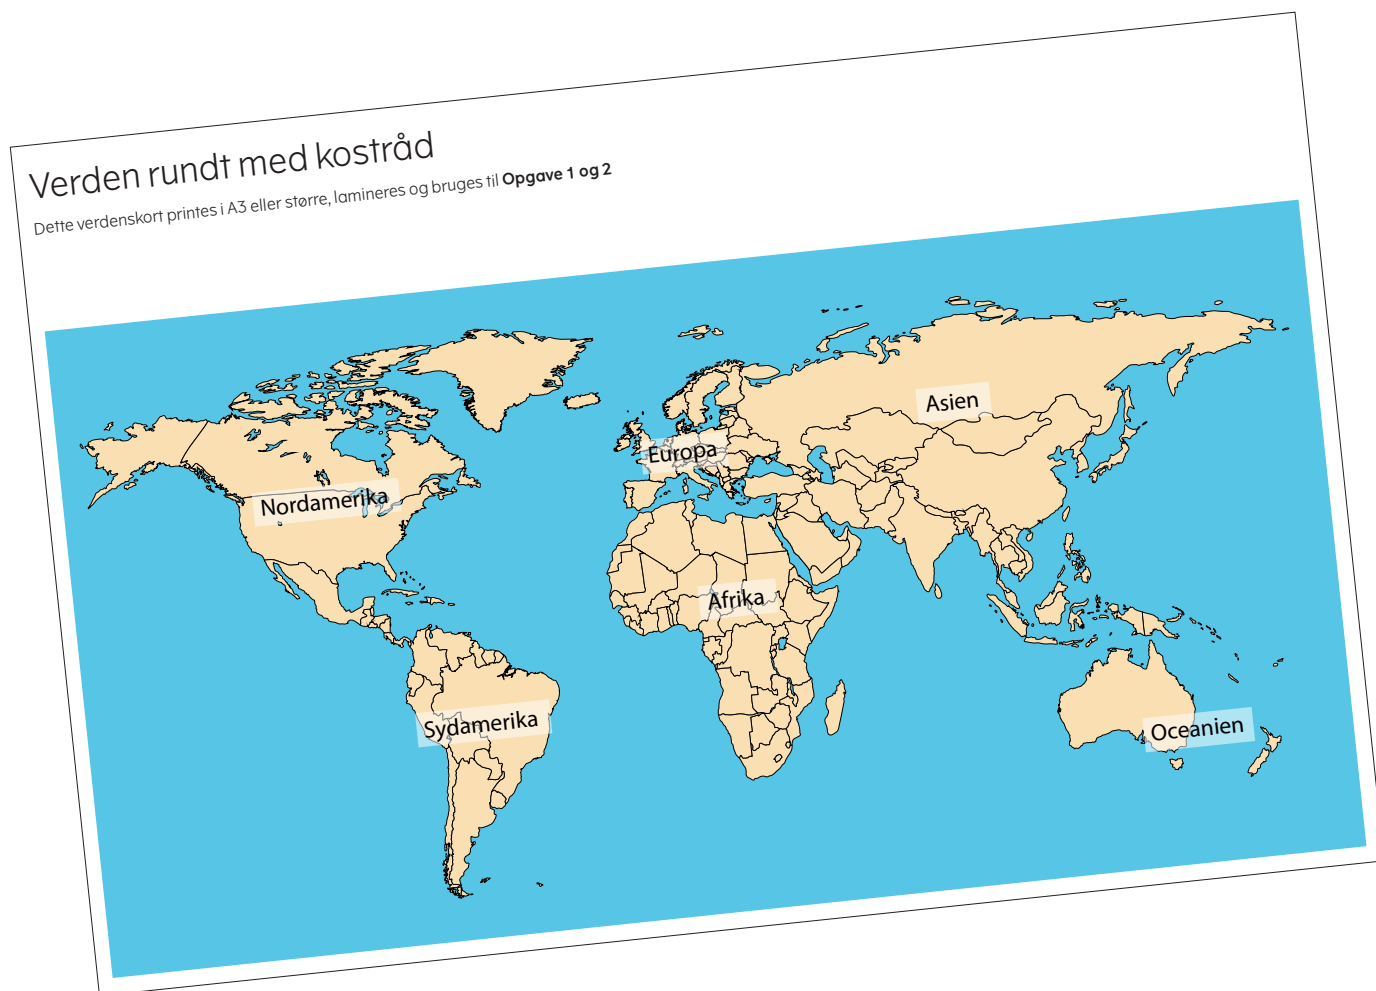 Verden rundt med kostråd
Dette verdenskort printes i A3 eller større, lamineres og bruges til Opgave 1 og 2
Asien
Europa
Nordamerika
Afrika
Sydamerika
Oceanien